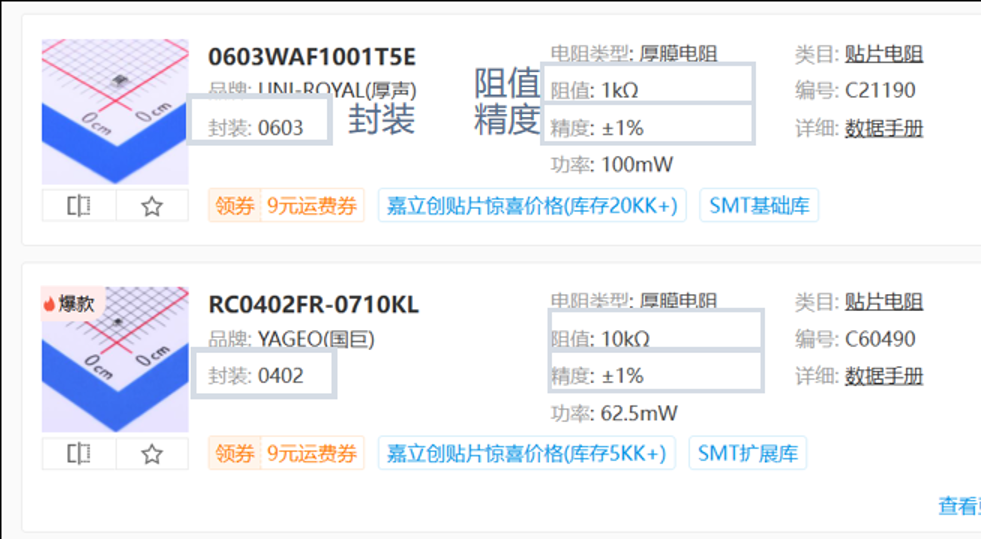 0603WAF1001T5E
品牌: UNI-ROYAL(厚声)
封装: 0603
封装
阻值
精度
电阻类型: 厚膜电阻
阻值: 1kΩ
精度: ±1%
功率: 100mW
类目: 贴片电阻
编号: C21190
详细: 数据手册
0cm
0cm
领券 9元运费券
嘉立创贴片惊喜价格(库存20KK+)
SMT基础库
爆款
RC0402FR-0710KL
品牌: YAGEO(国巨)
封装: 0402
电阻类型: 厚膜电阻
阻值: 10kΩ
精度: ±1%
功率: 62.5mW
类目: 贴片电阻
编号: C60490
详细: 数据手册
0cm
0cm
领券 9元运费券
嘉立创贴片惊喜价格(库存5KK+)
SMT扩展库
查看